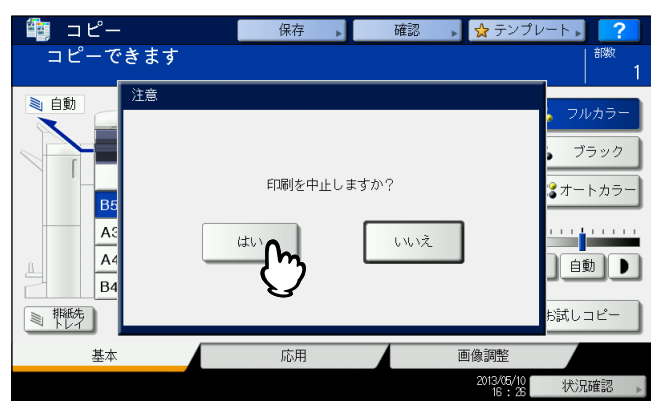 コピー
保存
確認
テンプレート
?
コピーできます
部数
1
自動
注意
フルカラー
ブラック
印刷を中止しますか?
オートカラー
B5
はい
いいえ
A3
A4
自動
B4
排紙先
トレイ
お試しコピー
基本
応用
画像調整
2013/05/10
16:26
状況確認